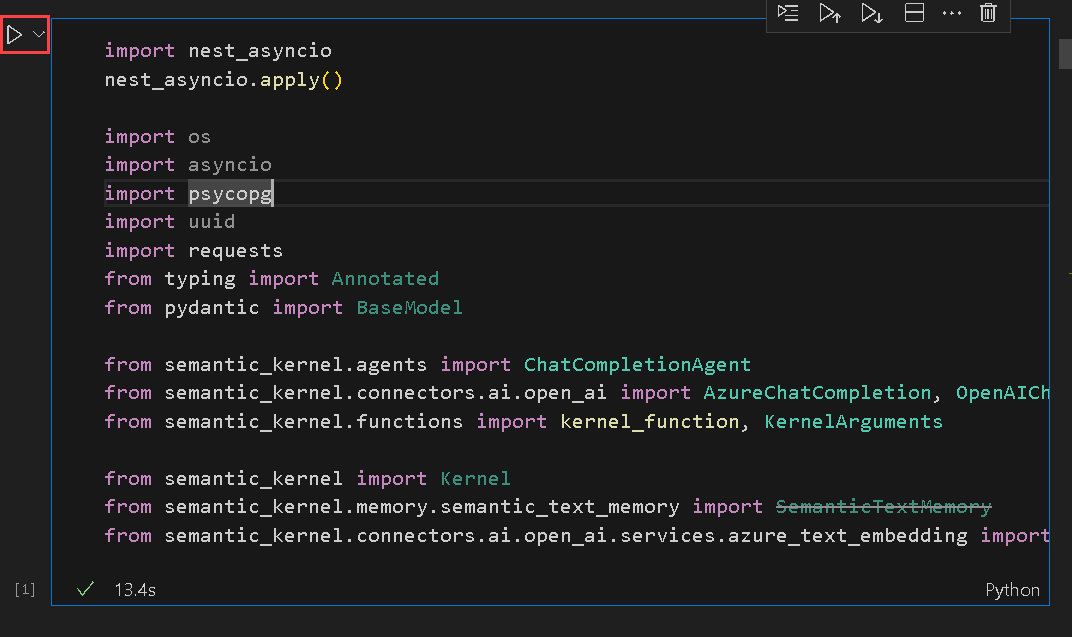 import nest_asyncio
nest_asyncio.apply()
import os
import asyncio
import psycopg
import uuid
import requests
from typing import Annotated
from pydantic import BaseModel
from semantic_kernel.agents import ChatCompletionAgent
from semantic_kernel.connectors.ai.open_ai import AzureChatCompletion, OpenAICh
from semantic_kernel.functions import kernel_function, KernelArguments
from semantic_kernel import Kernel
from semantic_kernel.memory.semantic_text_memory import SemanticTextMemory
from semantic_kernel.connectors.ai.open_ai.services.azure_text_embedding import
[1] 13.4s Python